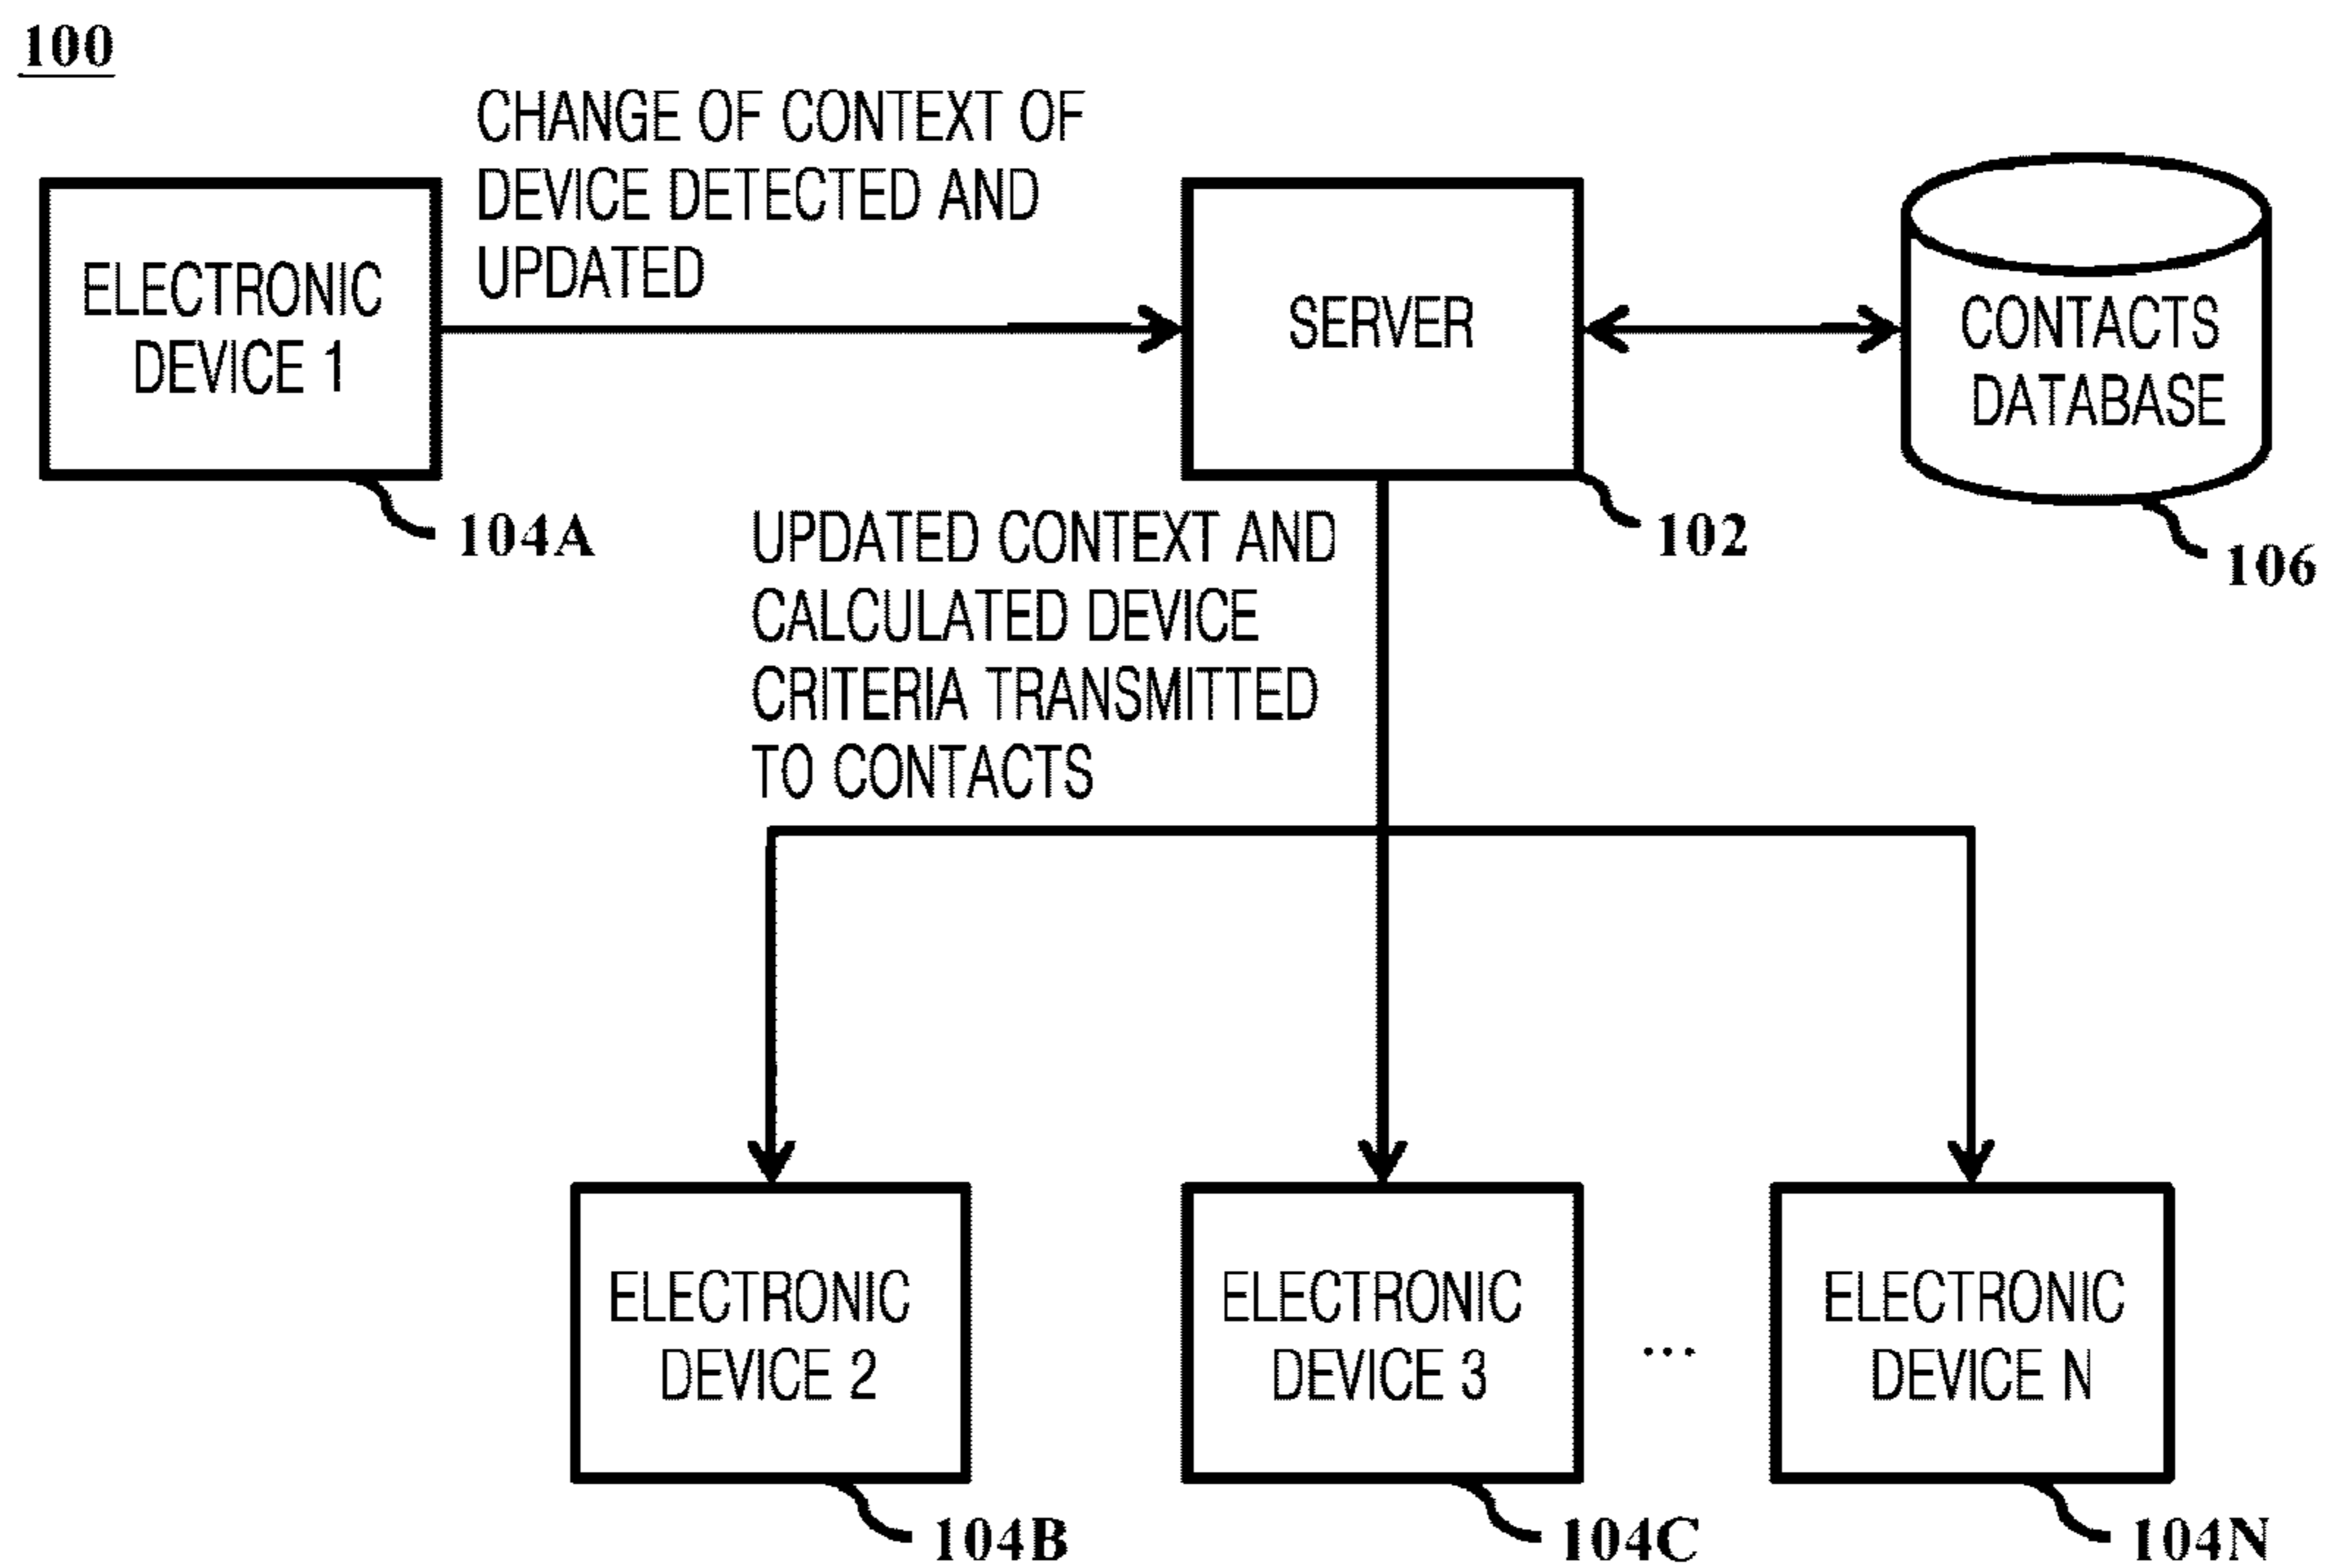 100
CHANGE OF CONTEXT OF
DEVICE DETECTED AND
UPDATED
ELECTRONIC
DEVICE 1
SERVER
CONTACTS
DATABASE
104A
102
106
UPDATED CONTEXT AND
CALCULATED DEVICE
CRITERIA TRANSMITTED
TO CONTACTS
ELECTRONIC
DEVICE 2
ELECTRONIC
DEVICE 3
...
ELECTRONIC
DEVICE N
104B
104C
104N